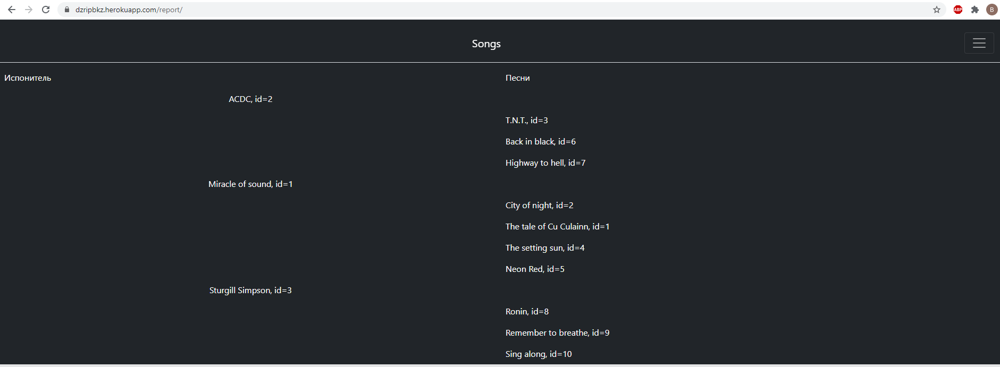 dzripbkz.herokuapp.com/report/
ABP
B
Songs
Испонитель Песни
ACDC, id=2
T.N.T., id=3
Back in black, id=6
Highway to hell, id=7
Miracle of sound, id=1
City of night, id=2
The tale of Cu Culainn, id=1
The setting sun, id=4
Neon Red, id=5
Sturgill Simpson, id=3
Ronin, id=8
Remember to breathe, id=9
Sing along, id=10